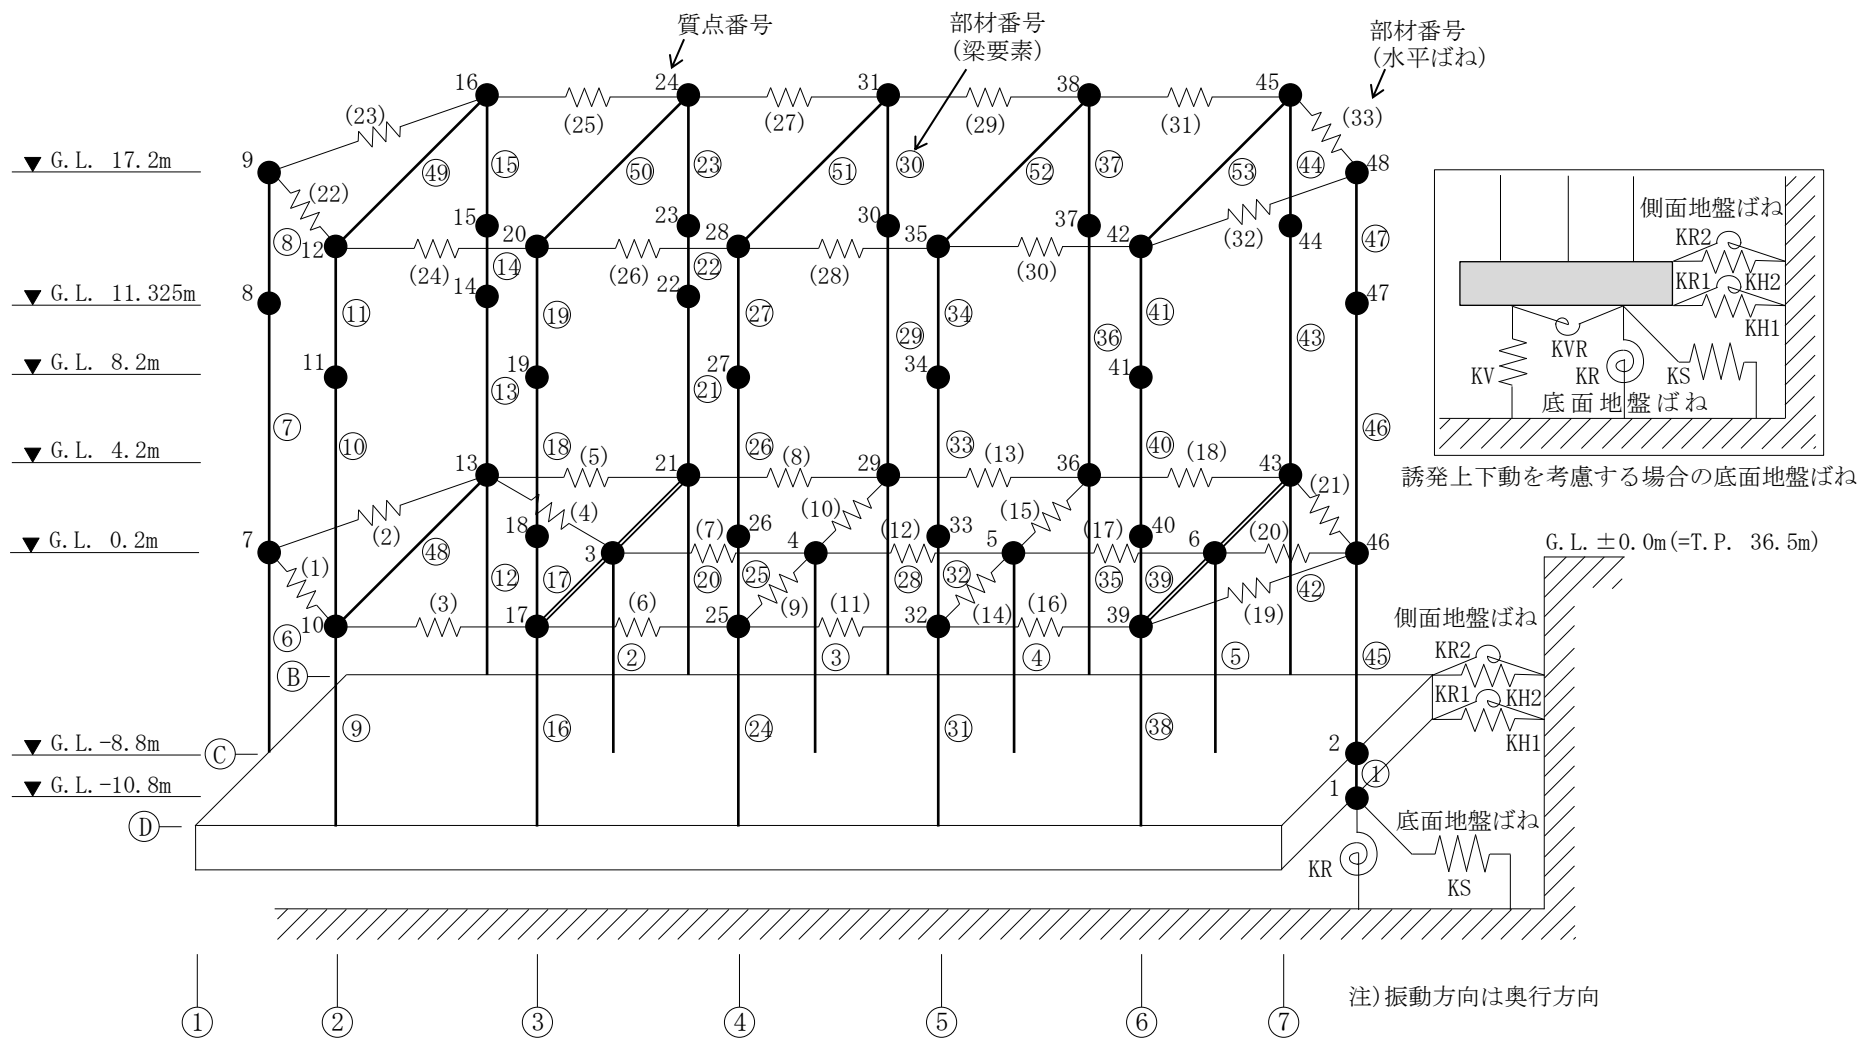 質点番号
部材番号
(梁要素)
部材番号
(水平ばね)
16 24 31 38 45
(23) (25) (27) (29) (31) (33)
▼ G.L. 17.2m
9 48
㊾ ⑮ ㊿ ㉓ 51 ㉚ 52 ㊲ 53 ㊹
(22)
15 20 23 28 30 35 37 42 44
⑧ 12 (24) ⑭ (26) ㉒ (28) (30) (32) ㊼
▼ G.L. 11.325m
8 14 22 47
⑪ ⑲ ㉗ ㉙ ㉞ ㊱ ㊶ ㊸
▼ G.L. 8.2m
11 19 27 34 41
⑬ ㉑
⑦ ⑩ ⑱ ㉖ ㉝ ㊵ ㊻
▼ G.L. 4.2m
13 (5) 21 (8) 29 (13) 36 (18) 43
(2) (4) (10) (15) (21)
▼ G.L. 0.2m
7 18 3 (7) 26 4 (12) 33 5 (17) 40 6 (20) 46
(1) ㊽ ⑫ ⑰ ⑳ ㉕ (9) ㉘ ㉜ (14) ㉟ ㊴ (19) ㊷
⑥ 10 (3) 17 (6) 25 (11) 32 (16) 39
② ③ ④ ⑤ ㊺
Ⓑ
⑨ ⑯ ㉔ ㉛ ㊳
▼ G.L.-8.8m
Ⓒ
2
①
▼ G.L.-10.8m
1
Ⓓ
側面地盤ばね
KR2
KR1 KH2
KH1
KVR
KV KR KS
底面地盤ばね
誘発上下動を考慮する場合の底面地盤ばね
G.L.±0.0m(=T.P. 36.5m)
側面地盤ばね
KR2
KR1 KH2
KH1
底面地盤ばね
KR
KS
注)振動方向は奥行方向
① ② ③ ④ ⑤ ⑥ ⑦